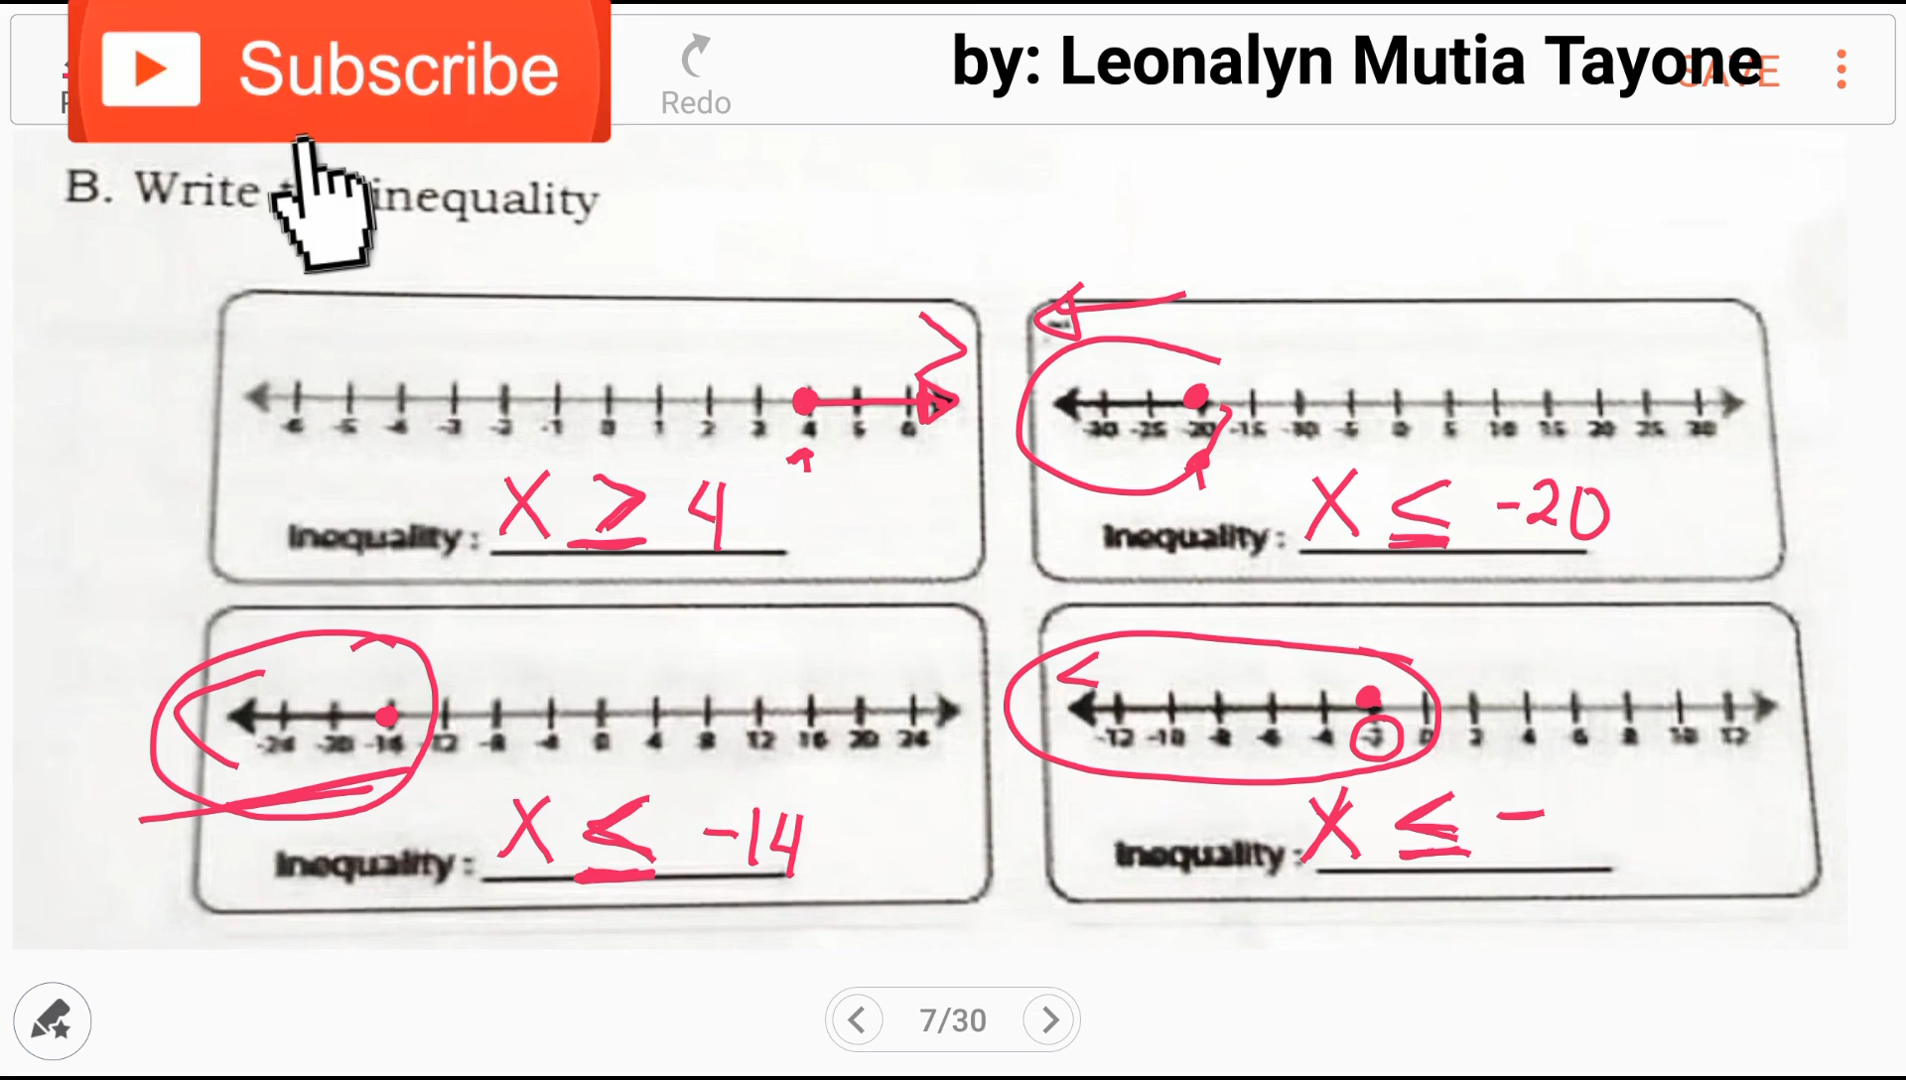 Subscribe
Redo
by: Leonalyn Mutia Tayone
SAVE
B. Write inequality
-6 -5 -4 -3 -2 -1 0 1 2 3 4 5 6
Inequality : X ≥ 4
-30 -25 -20 -15 -10 -5 0 5 10 15 20 25 30
Inequality : X ≤ -20
-24 -20 -16 -12 -8 -4 0 4 8 12 16 20 24
Inequality : X ≤ -14
-12 -10 -8 -6 -4 -2 0 2 4 6 8 10 12
Inequality : X ≤ -
7/30